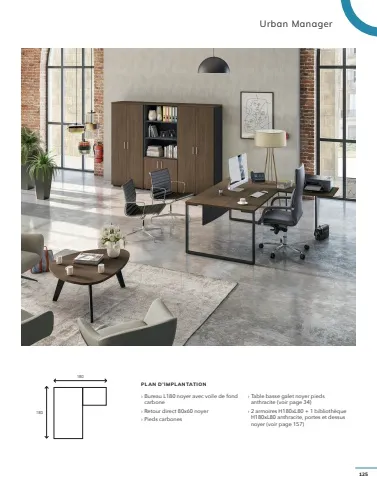 Urban Manager
180
180
PLAN D'IMPLANTATION
› Bureau L180 noyer avec voile de fond
carbone
› Retour direct 80x60 noyer
› Pieds carbones
› Table basse galet noyer pieds
anthracite (voir page 34)
› 2 armoires H180xL80 + 1 bibliothèque
H180xL80 anthracite, portes et dessus
noyer (voir page 157)
125